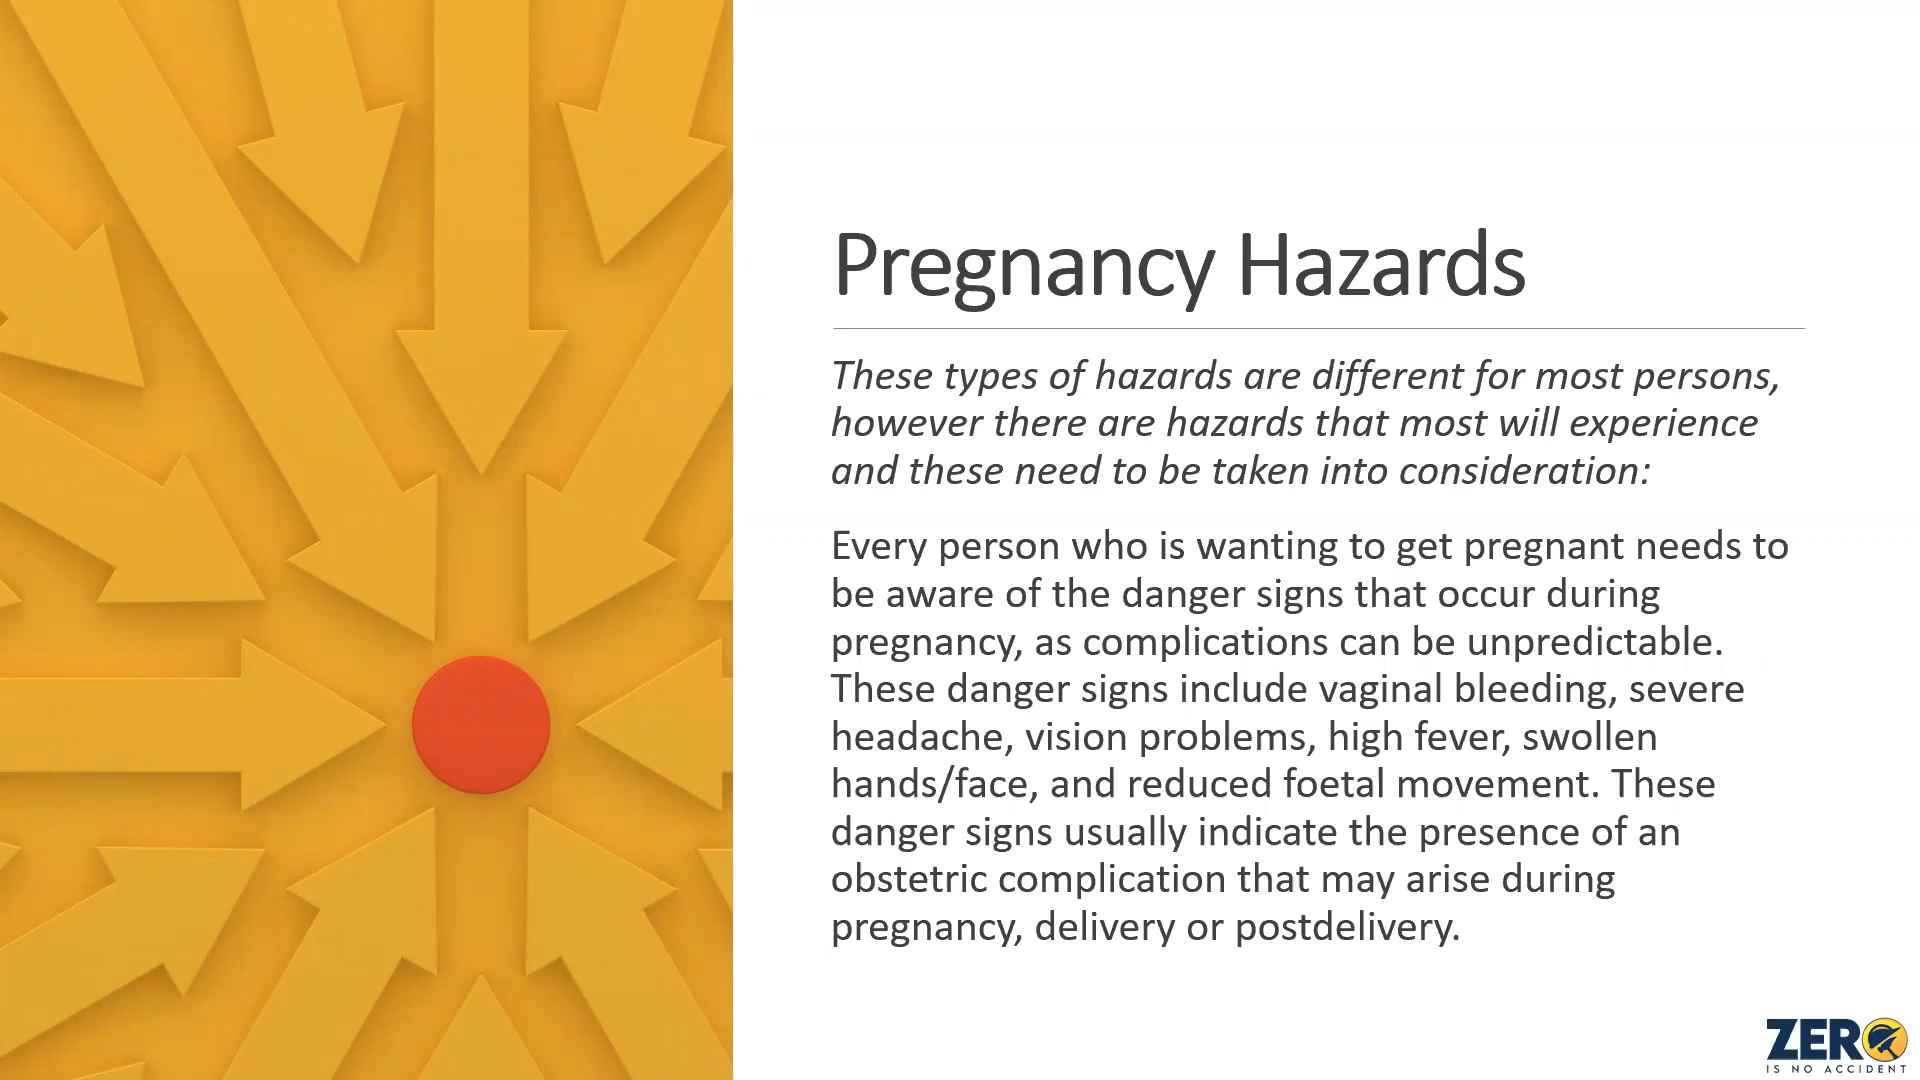 Pregnancy Hazards
These types of hazards are different for most persons,
however there are hazards that most will experience
and these need to be taken into consideration:
Every person who is wanting to get pregnant needs to
be aware of the danger signs that occur during
pregnancy, as complications can be unpredictable.
These danger signs include vaginal bleeding, severe
headache, vision problems, high fever, swollen
hands/face, and reduced foetal movement. These
danger signs usually indicate the presence of an
obstetric complication that may arise during
pregnancy, delivery or postdelivery.
ZERO
IS NO ACCIDENT